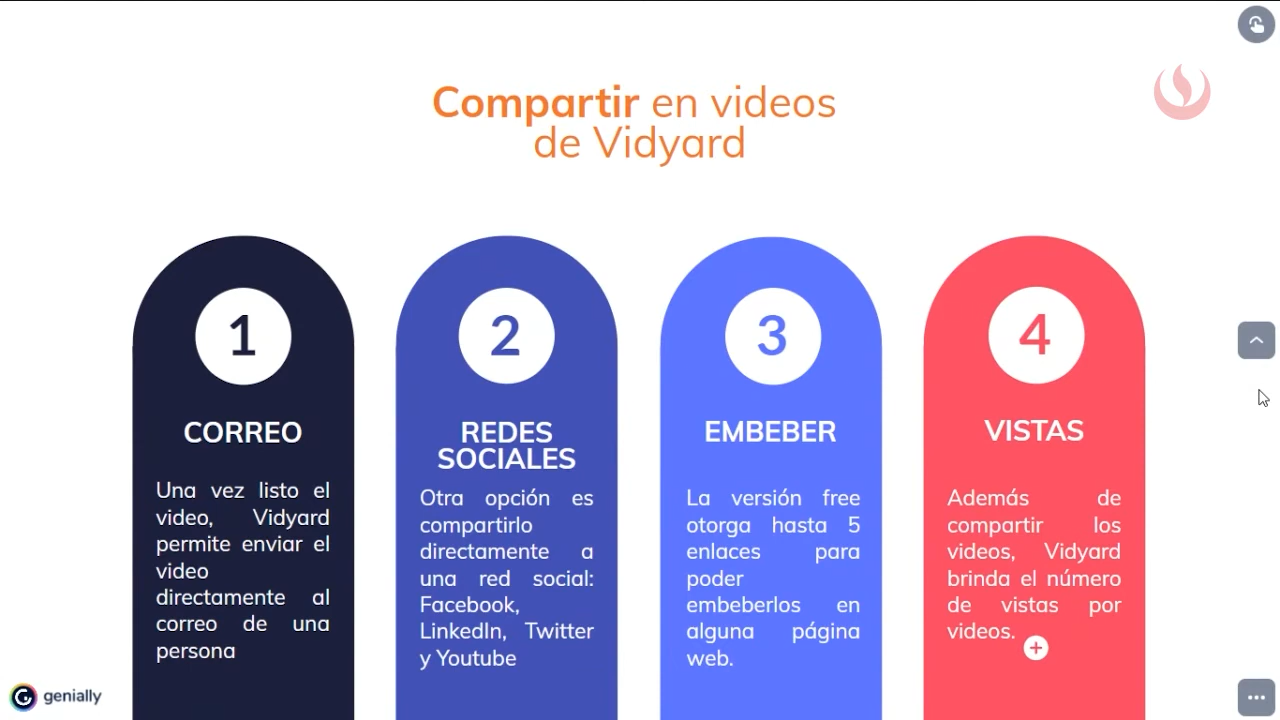 Compartir en videos
de Vidyard
1
CORREO
Una vez listo el
video, Vidyard
permite enviar el
video
directamente al
correo de una
persona
2
REDES
SOCIALES
Otra opción es
compartirlo
directamente a
una red social:
Facebook,
LinkedIn, Twitter
y Youtube
3
EMBEBER
La versión free
otorga hasta 5
enlaces para
poder
embeberlos en
alguna página
web.
4
VISTAS
Además de
compartir los
videos, Vidyard
brinda el número
de vistas por
videos.
genially